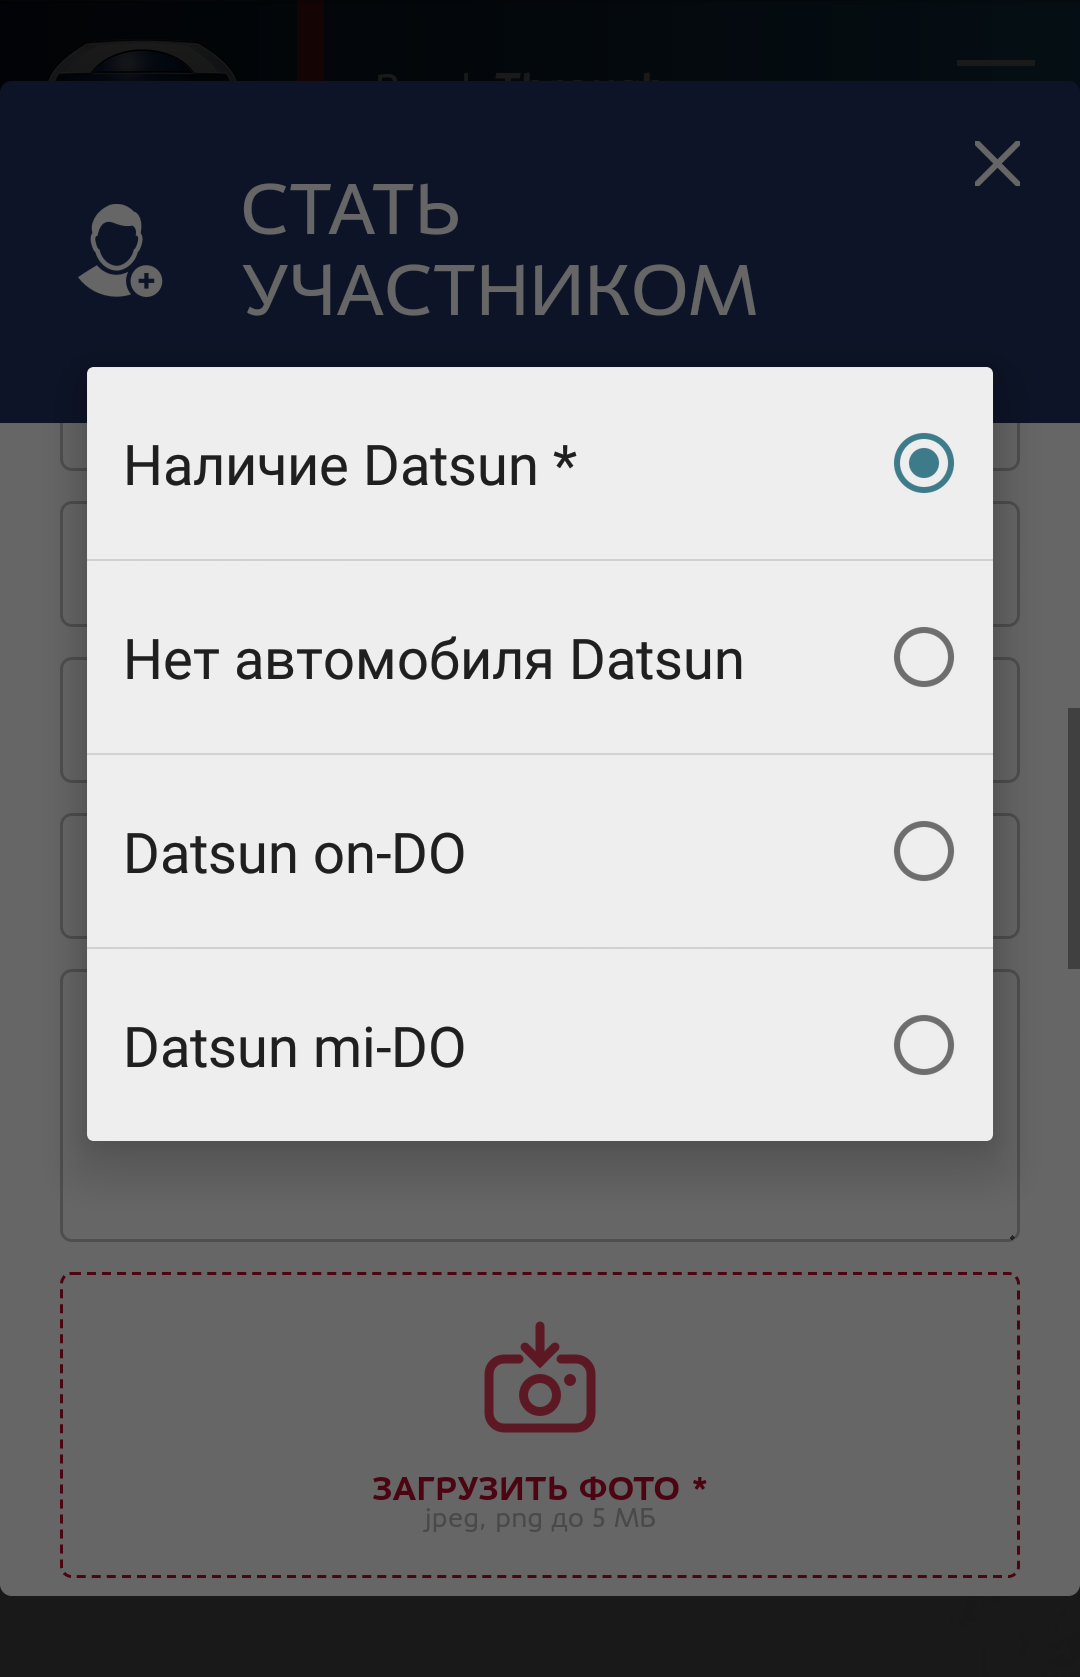 СТАТЬ
УЧАСТНИКОМ
Наличие Datsun *
Нет автомобиля Datsun
Datsun on-DO
Datsun mi-DO
ЗАГРУЗИТЬ ФОТО *
jpeg, png до 5 МБ